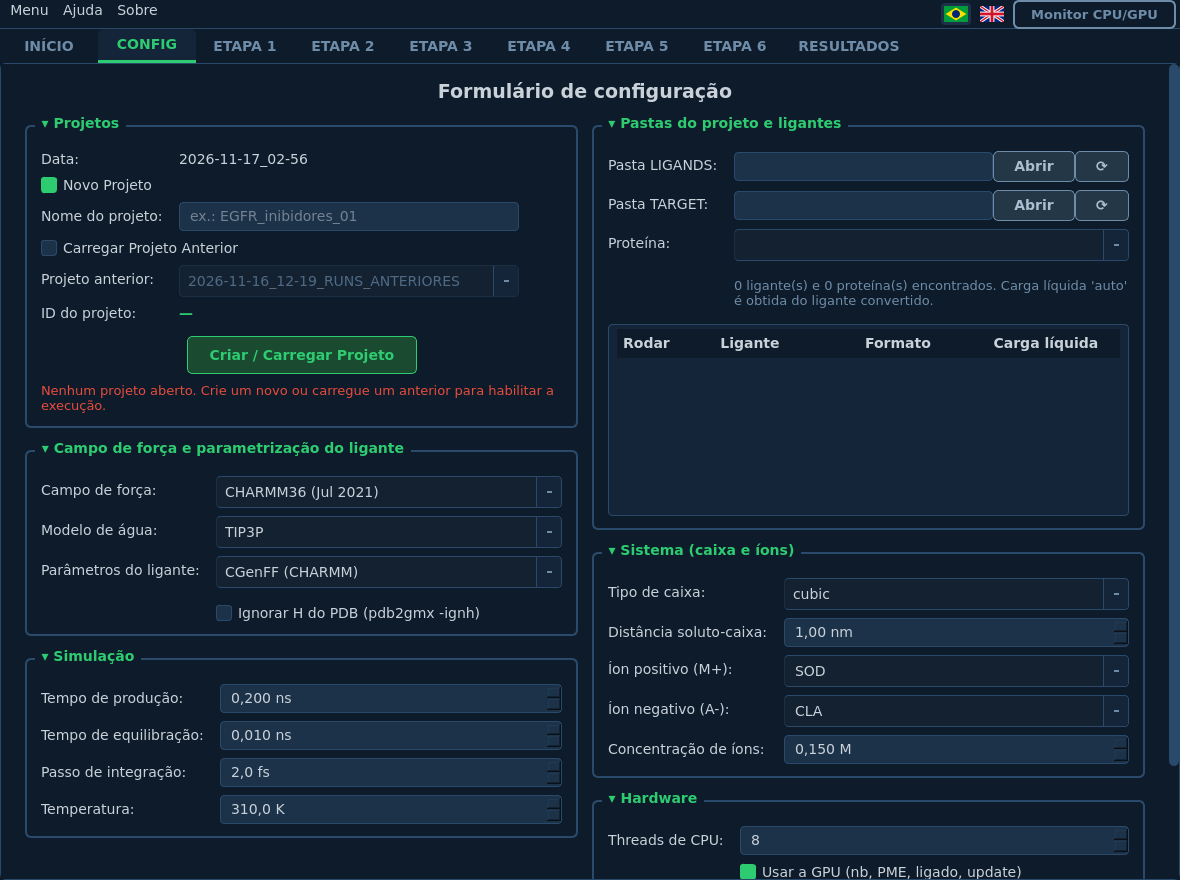 Menu Ajuda Sobre
Monitor CPU/GPU
INÍCIO CONFIG ETAPA 1 ETAPA 2 ETAPA 3 ETAPA 4 ETAPA 5 ETAPA 6 RESULTADOS
Formulário de configuração
▾ Projetos
Data: 2026-11-17_02-56
Novo Projeto
Nome do projeto: ex.: EGFR_inibidores_01
Carregar Projeto Anterior
Projeto anterior: 2026-11-16_12-19_RUNS_ANTERIORES
ID do projeto: —
Criar / Carregar Projeto
Nenhum projeto aberto. Crie um novo ou carregue um anterior para habilitar a
execução.
▾ Campo de força e parametrização do ligante
Campo de força: CHARMM36 (Jul 2021)
Modelo de água: TIP3P
Parâmetros do ligante: CGenFF (CHARMM)
Ignorar H do PDB (pdb2gmx -ignh)
▾ Simulação
Tempo de produção: 0,200 ns
Tempo de equilibração: 0,010 ns
Passo de integração: 2,0 fs
Temperatura: 310,0 K
▾ Pastas do projeto e ligantes
Pasta LIGANDS: Abrir ⟳
Pasta TARGET: Abrir ⟳
Proteína:
0 ligante(s) e 0 proteína(s) encontrados. Carga líquida 'auto'
é obtida do ligante convertido.
Rodar Ligante Formato Carga líquida
▾ Sistema (caixa e íons)
Tipo de caixa: cubic
Distância soluto-caixa: 1,00 nm
Íon positivo (M+): SOD
Íon negativo (A-): CLA
Concentração de íons: 0,150 M
▾ Hardware
Threads de CPU: 8
Usar a GPU (nb, PME, ligado, update)